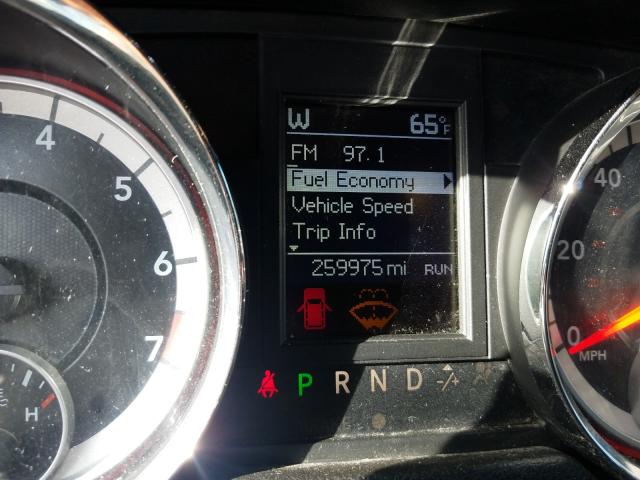 W 65°F
FM 97.1
Fuel Economy
Vehicle Speed
Trip Info
259975 mi RUN
4
5
6
7
H
P R N D -/+
40
20
0
MPH